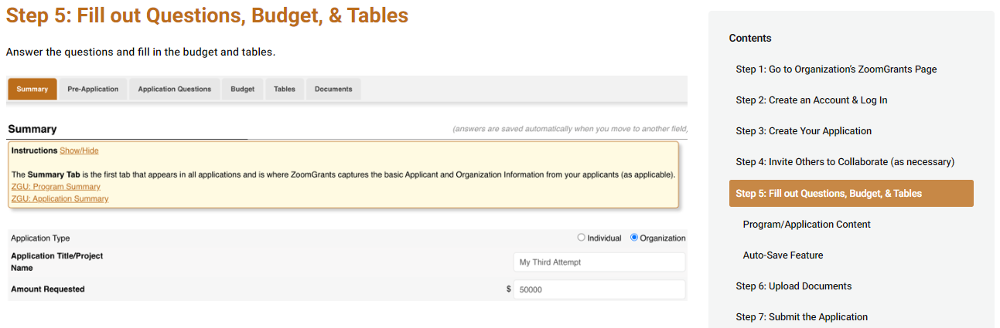 Step 5: Fill out Questions, Budget, & Tables
Answer the questions and fill in the budget and tables.
Summary Pre-Application Application Questions Budget Tables Documents
Summary (answers are saved automatically when you move to another field,
Instructions Show/Hide
The Summary Tab is the first tab that appears in all applications and is where ZoomGrants captures the basic Applicant and Organization Information from your applicants (as applicable).
ZGU: Program Summary
ZGU: Application Summary
Application Type Individual Organization
Application Title/Project
Name
My Third Attempt
Amount Requested $ 50000
Contents
Step 1: Go to Organization's ZoomGrants Page
Step 2: Create an Account & Log In
Step 3: Create Your Application
Step 4: Invite Others to Collaborate (as necessary)
Step 5: Fill out Questions, Budget, & Tables
Program/Application Content
Auto-Save Feature
Step 6: Upload Documents
Step 7: Submit the Application